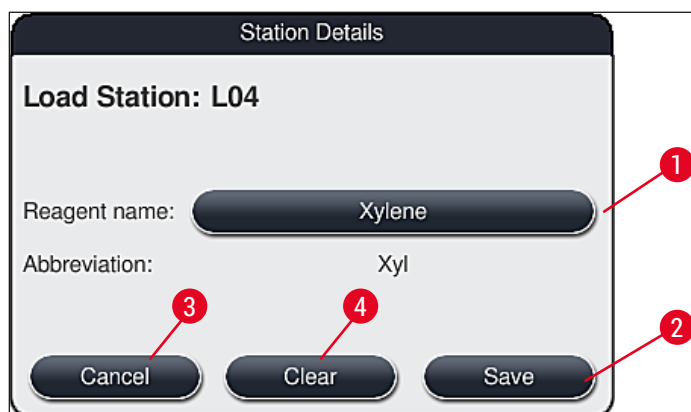 Station Details
Load Station: L04
1
Reagent name: Xylene
Abbreviation: Xyl
3 4 2
Cancel Clear Save